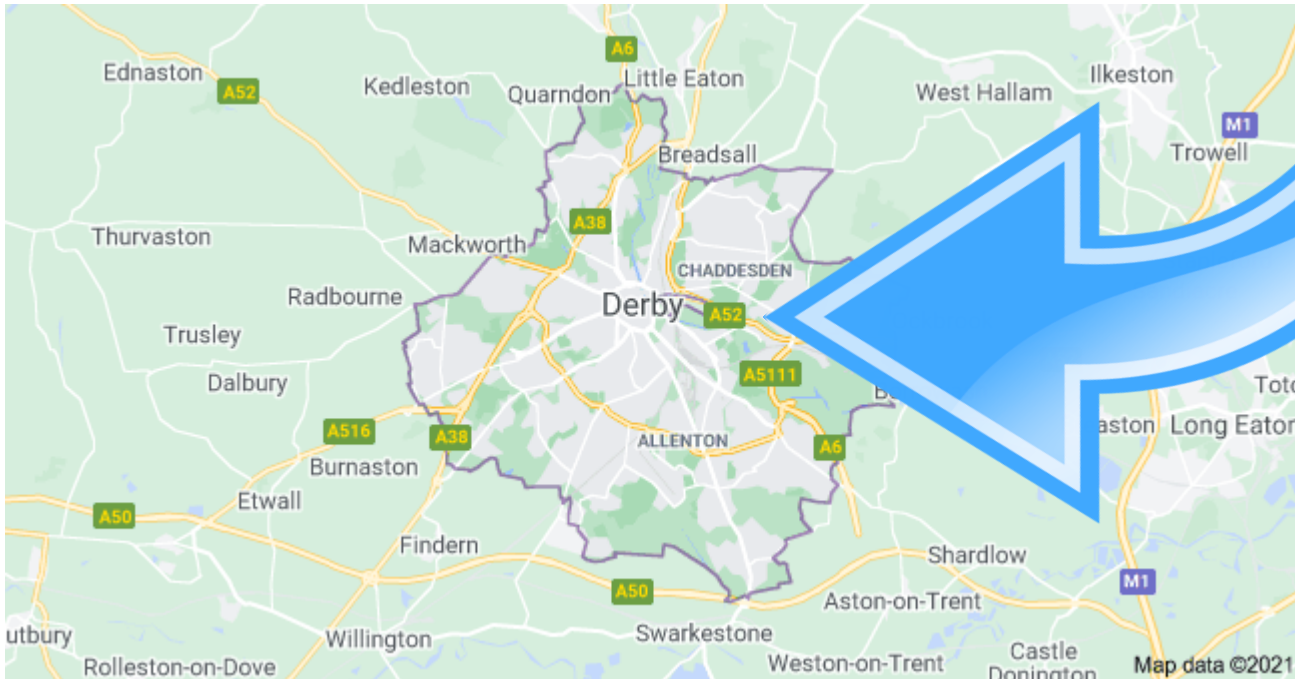 A6
Ednaston
Kedleston
Little Eaton
Ilkeston
A52
Quarndon
West Hallam
M1
Breadsall
Trowell
A38
Thurvaston
Mackworth
CHADDESDEN
Radbourne
Derby
A52
Trusley
Dalbury
A5111
A516
A38
ALLENTON
A6
Long Eaton
Burnaston
Etwall
A50
Findern
Shardlow
A50
M1
Aston-on-Trent
Willington
Swarkestone
Rolleston-on-Dove
Weston-on-Trent
Castle
Donington
Map data ©2021